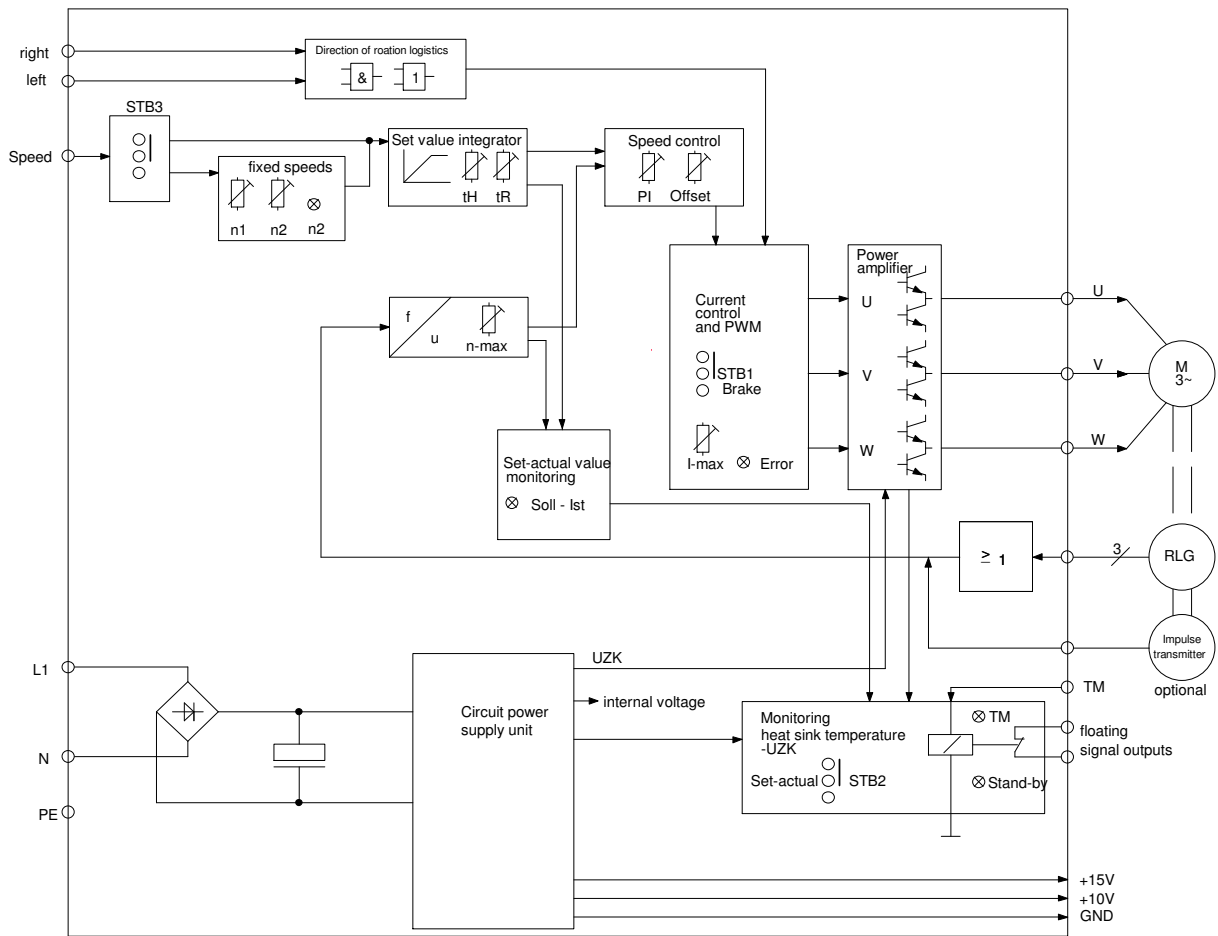 right
left
Direction of roation logistics
&
1
STB3
Speed
fixed speeds
n1
n2
n2
Set value integrator
tH
tR
Speed control
PI
Offset
f
u
n-max
Current
control
and PWM
STB1
Brake
I-max
Error
Power
amplifier
U
V
W
U
V
W
M
3~
Set-actual value
monitoring
Soll - Ist
≥ 1
3
RLG
Impulse
transmitter
optional
L1
N
PE
Circuit power
supply unit
UZK
internal voltage
Monitoring
heat sink temperature
-UZK
Set-actual
STB2
TM
Stand-by
TM
floating
signal outputs
+15V
+10V
GND